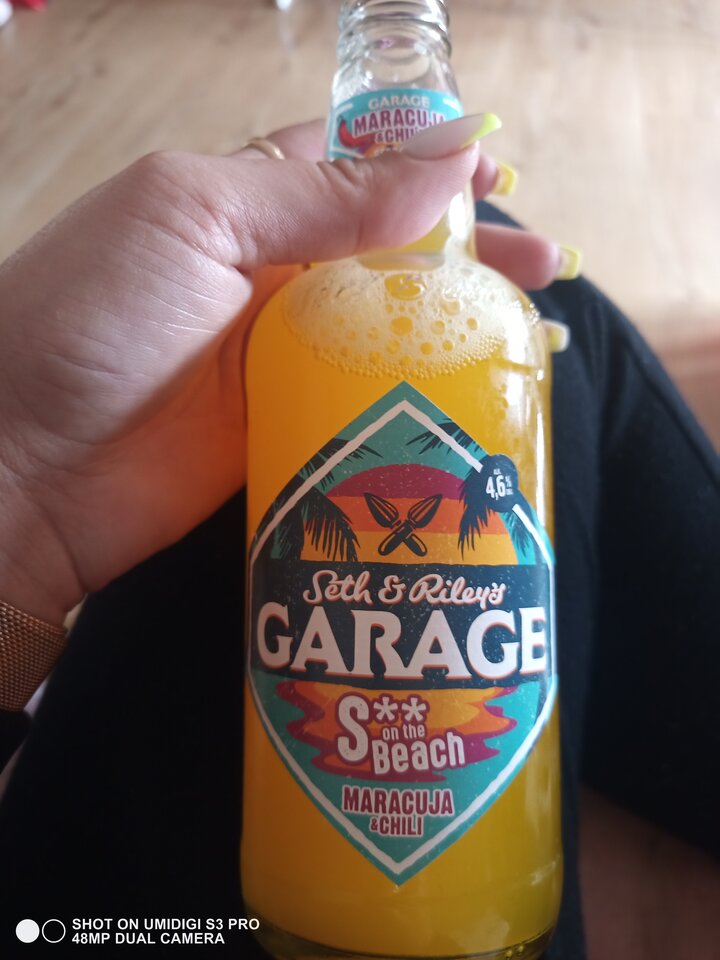 GARAGE
MARACUJA
&CHILI
ALK.
4,6%
Seth & Riley's
GARAGE
S**
on the
Beach
MARACUJA
&CHILI
SHOT ON UMIDIGI S3 PRO
48MP DUAL CAMERA